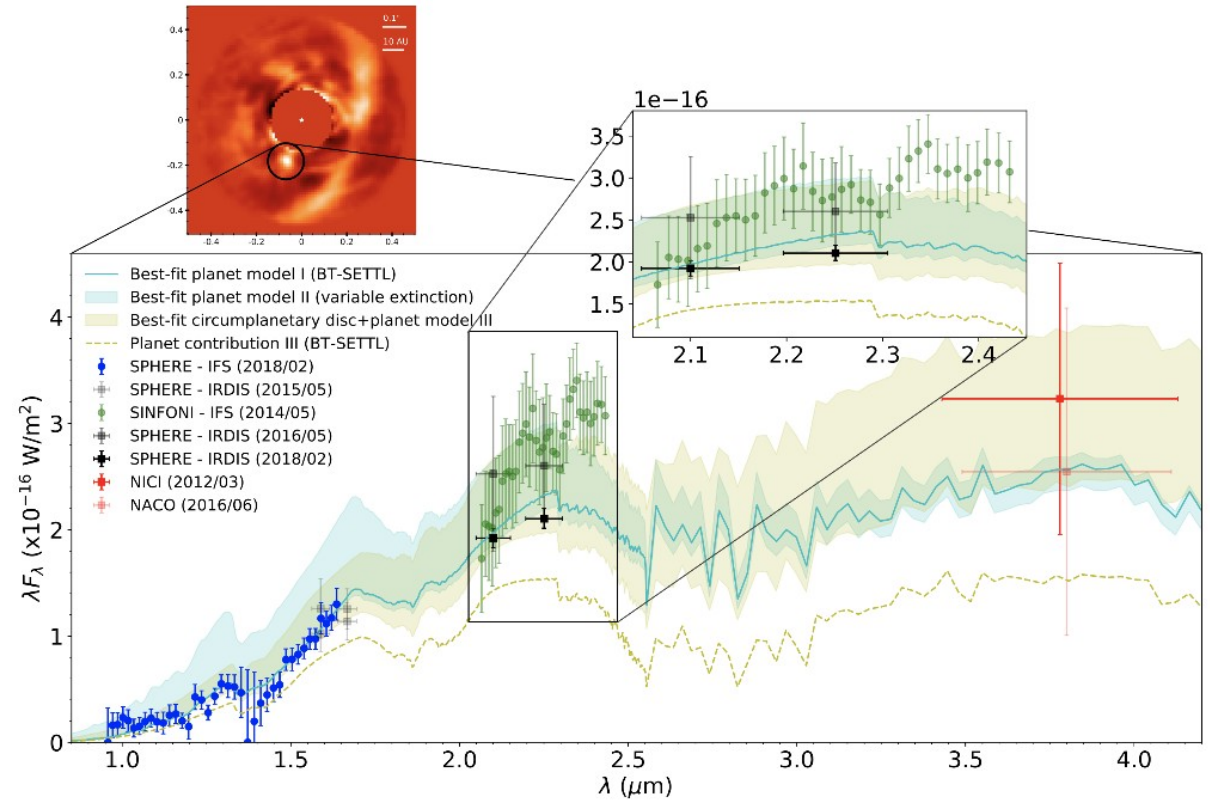 0.4
0.2
0
-0.2
-0.4
-0.4
-0.2
0
0.2
0.4
0.1"
10 AU
1e−16
3.5
3.0
2.5
2.0
1.5
2.1
2.2
2.3
2.4
Best-fit planet model I (BT-SETTL)
Best-fit planet model II (variable extinction)
Best-fit circumplanetary disc+planet model III
Planet contribution III (BT-SETTL)
SPHERE - IFS (2018/02)
SPHERE - IRDIS (2015/05)
SINFONI - IFS (2014/05)
SPHERE - IRDIS (2016/05)
SPHERE - IRDIS (2018/02)
NICI (2012/03)
NACO (2016/06)
4
3
2
1
0
λFλ (x10⁻¹⁶ W/m²)
1.0
1.5
2.0
2.5
3.0
3.5
4.0
λ (μm)